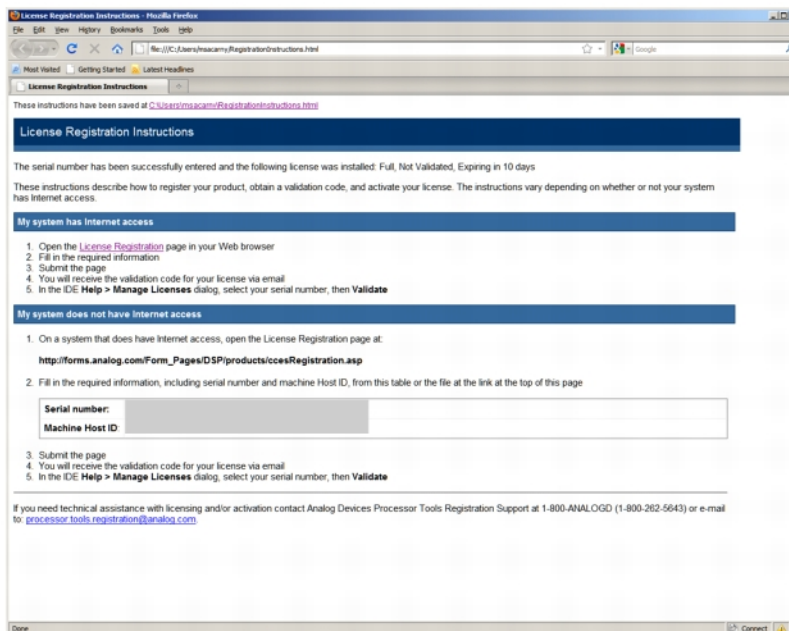 License Registration Instructions - Mozilla Firefox
File Edit View History Bookmarks Tools Help
file:///C:/Users/msacarny/RegistrationInstructions.html
Google
Most Visited Getting Started Latest Headlines
License Registration Instructions
These instructions have been saved at C:\Users\msacarny\RegistrationInstructions.html
License Registration Instructions
The serial number has been successfully entered and the following license was installed: Full, Not Validated, Expiring in 10 days
These instructions describe how to register your product, obtain a validation code, and activate your license. The instructions vary depending on whether or not your system
has Internet access.
My system has Internet access
1. Open the License Registration page in your Web browser
2. Fill in the required information
3. Submit the page
4. You will receive the validation code for your license via email
5. In the IDE Help > Manage Licenses dialog, select your serial number, then Validate
My system does not have Internet access
1. On a system that does have Internet access, open the License Registration page at:
http://forms.analog.com/Form_Pages/DSP/products/ccesRegistration.asp
2. Fill in the required information, including serial number and machine Host ID, from this table or the file at the link at the top of this page
Serial number:
Machine Host ID:
3. Submit the page
4. You will receive the validation code for your license via email
5. In the IDE Help > Manage Licenses dialog, select your serial number, then Validate
If you need technical assistance with licensing and/or activation contact Analog Devices Processor Tools Registration Support at 1-800-ANALOGD (1-800-262-5643) or e-mail
to: processor.tools.registration@analog.com.
Done
Connect